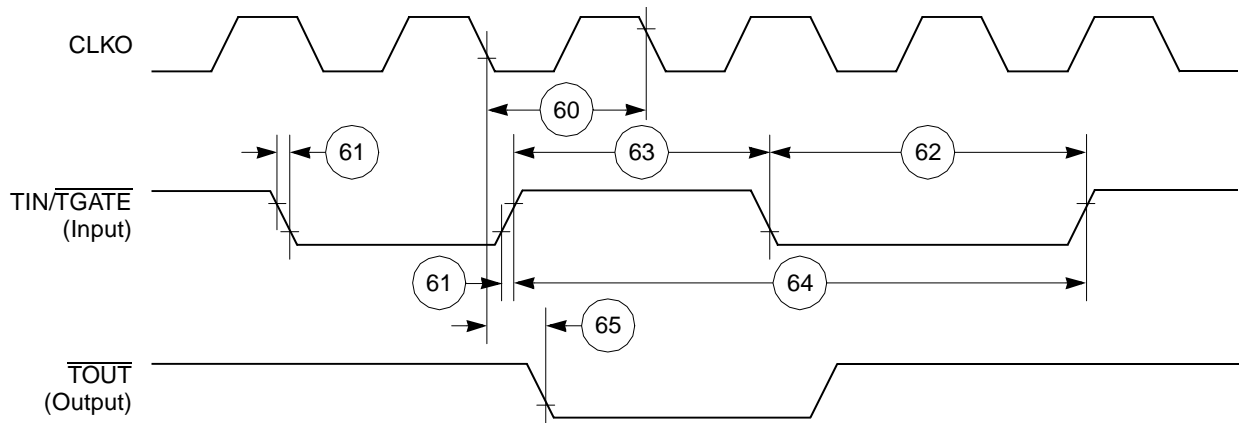 CLKO
60
61
63
62
TIN/TGATE
(Input)
61
64
65
TOUT
(Output)